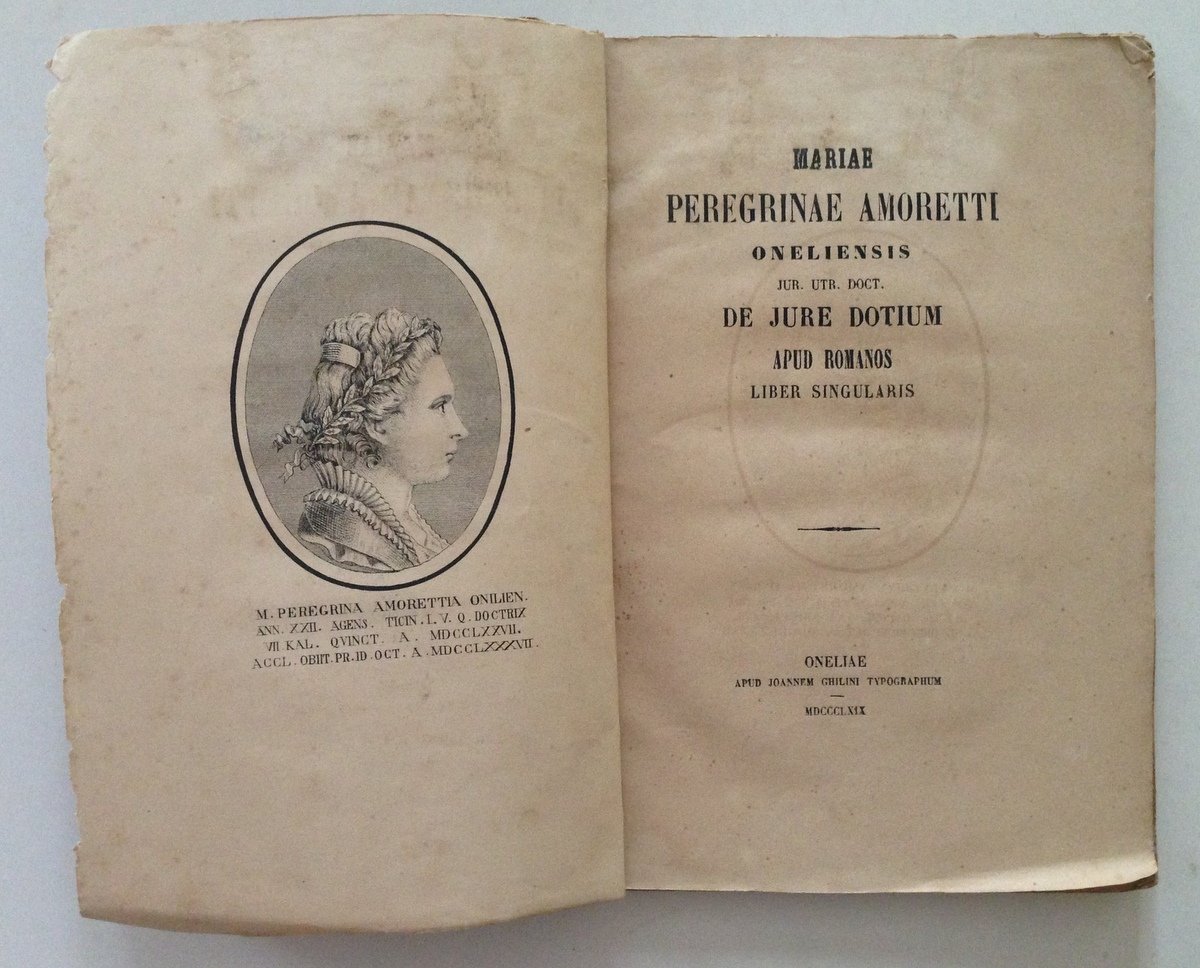 M. PEREGRINA AMORETTIA ONILIEN.
ANN. XXII. AGENS. TICIN. I. V. Q. DOCTRIX
VII KAL. QVINCT. A. MDCCLXXVII.
ACCL. OBIIT. PR. ID. OCT. A. MDCCLXXXVII.
MARIAE
PEREGRINAE AMORETTI
ONELIENSIS
JUR. UTR. DOCT.
DE JURE DOTIUM
APUD ROMANOS
LIBER SINGULARIS
ONELIAE
APUD JOANNEM GHILINI TYPOGRAPHUM
MDCCCLXIX